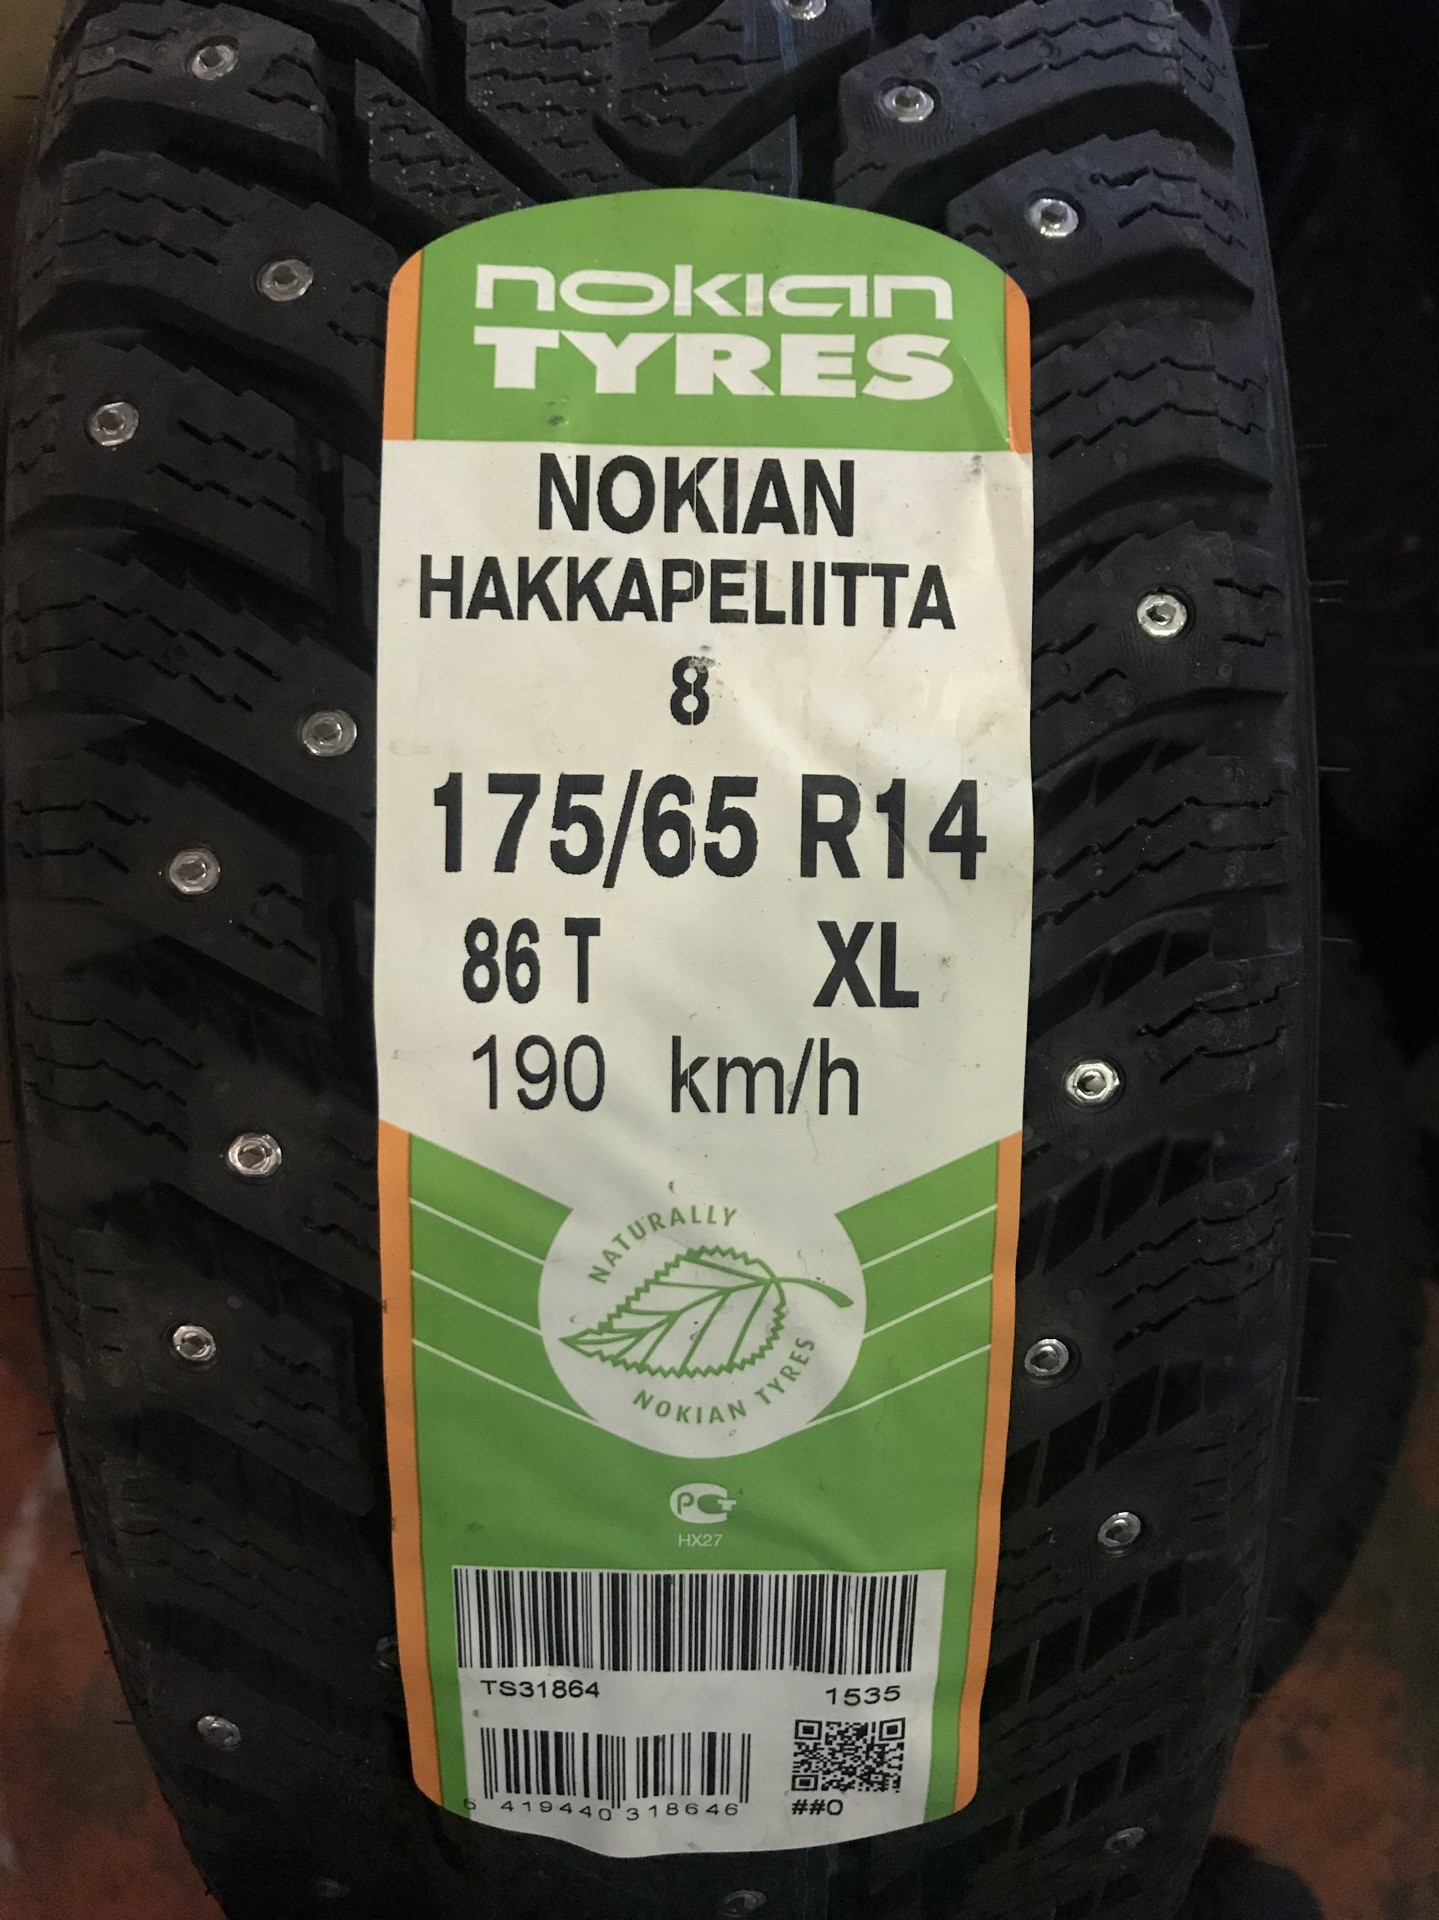 NOKIAN
TYRES
NOKIAN
HAKKAPELIITTA
8
175/65 R14
86 T XL
190 km/h
NATURALLY
NOKIAN TYRES
PCT
HX27
TS31864 1535
6 419440 318646
##0